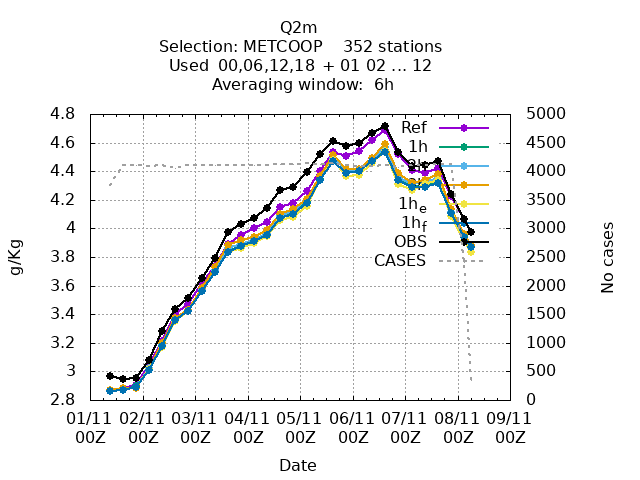 Q2m
Selection: METCOOP 352 stations
Used 00,06,12,18 + 01 02 ... 12
Averaging window: 6h
4.8
4.6
4.4
4.2
4
3.8
3.6
3.4
3.2
3
2.8
g/Kg
5000
4500
4000
3500
3000
2500
2000
1500
1000
500
0
No cases
Ref
1h
1he
1hf
OBS
CASES
01/11 02/11 03/11 04/11 05/11 06/11 07/11 08/11 09/11
00Z 00Z 00Z 00Z 00Z 00Z 00Z 00Z 00Z
Date